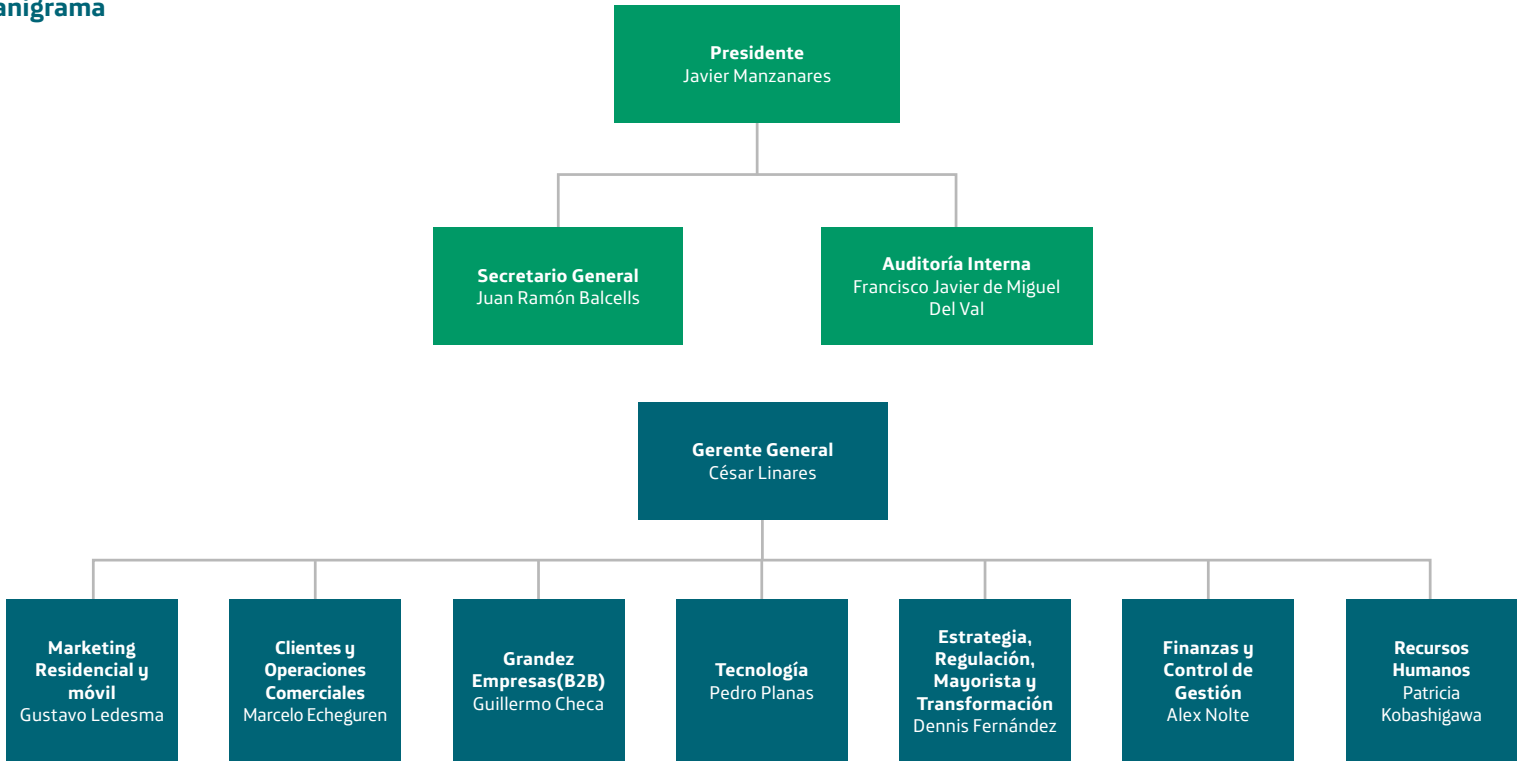 anigrama
Presidente
Javier Manzanares
Secretario General
Juan Ramón Balcells
Auditoría Interna
Francisco Javier de Miguel
Del Val
Gerente General
César Linares
Marketing
Residencial y
móvil
Gustavo Ledesma
Clientes y
Operaciones
Comerciales
Marcelo Echeguren
Grandez
Empresas(B2B)
Guillermo Checa
Tecnología
Pedro Planas
Estrategia,
Regulación,
Mayorista y
Transformación
Dennis Fernández
Finanzas y
Control de
Gestión
Alex Nolte
Recursos
Humanos
Patricia
Kobashigawa